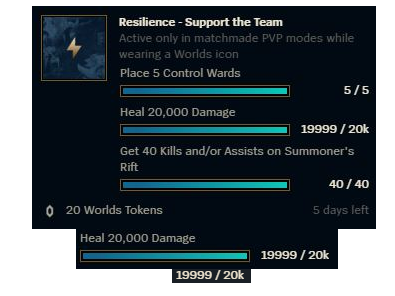 Resilience - Support the Team
Active only in matchmade PVP modes while
wearing a Worlds icon
Place 5 Control Wards
5 / 5
Heal 20,000 Damage
19999 / 20k
Get 40 Kills and/or Assists on Summoner's
Rift
40 / 40
20 Worlds Tokens
5 days left
Heal 20,000 Damage
19999 / 20k
19999 / 20k